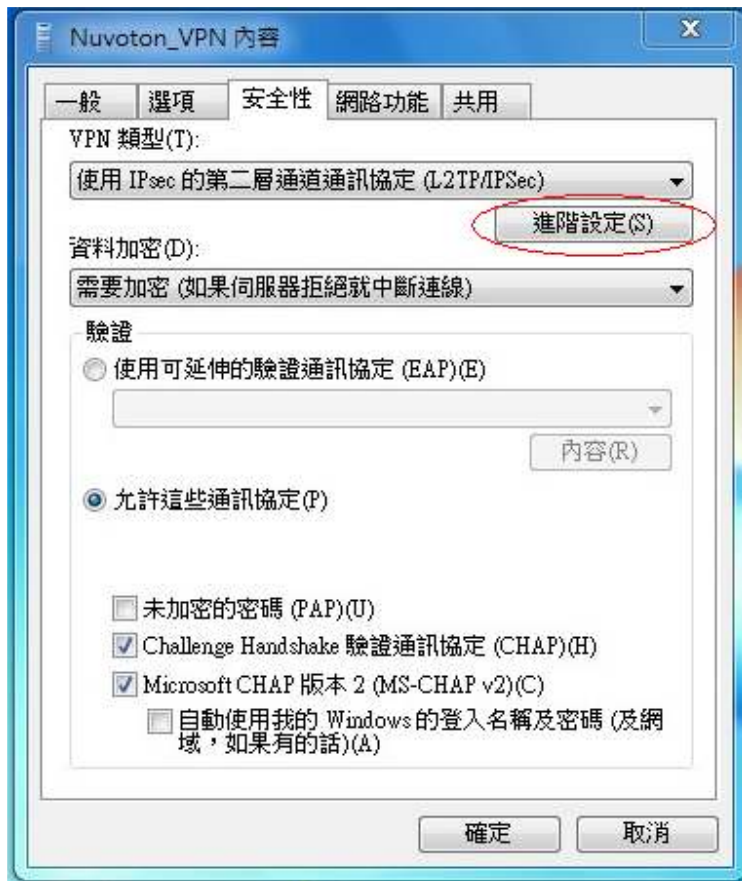 Nuvoton_VPN 內容
一般 選項 安全性 網路功能 共用
VPN 類型(T):
使用 IPsec 的第二層通道通訊協定 (L2TP/IPSec)
進階設定(S)
資料加密(D):
需要加密 (如果伺服器拒絕就中斷連線)
驗證
使用可延伸的驗證通訊協定 (EAP)(E)
內容(R)
允許這些通訊協定(P)
未加密的密碼 (PAP)(U)
Challenge Handshake 驗證通訊協定 (CHAP)(H)
Microsoft CHAP 版本 2 (MS-CHAP v2)(C)
自動使用我的 Windows 的登入名稱及密碼 (及網
域，如果有的話)(A)
確定 取消